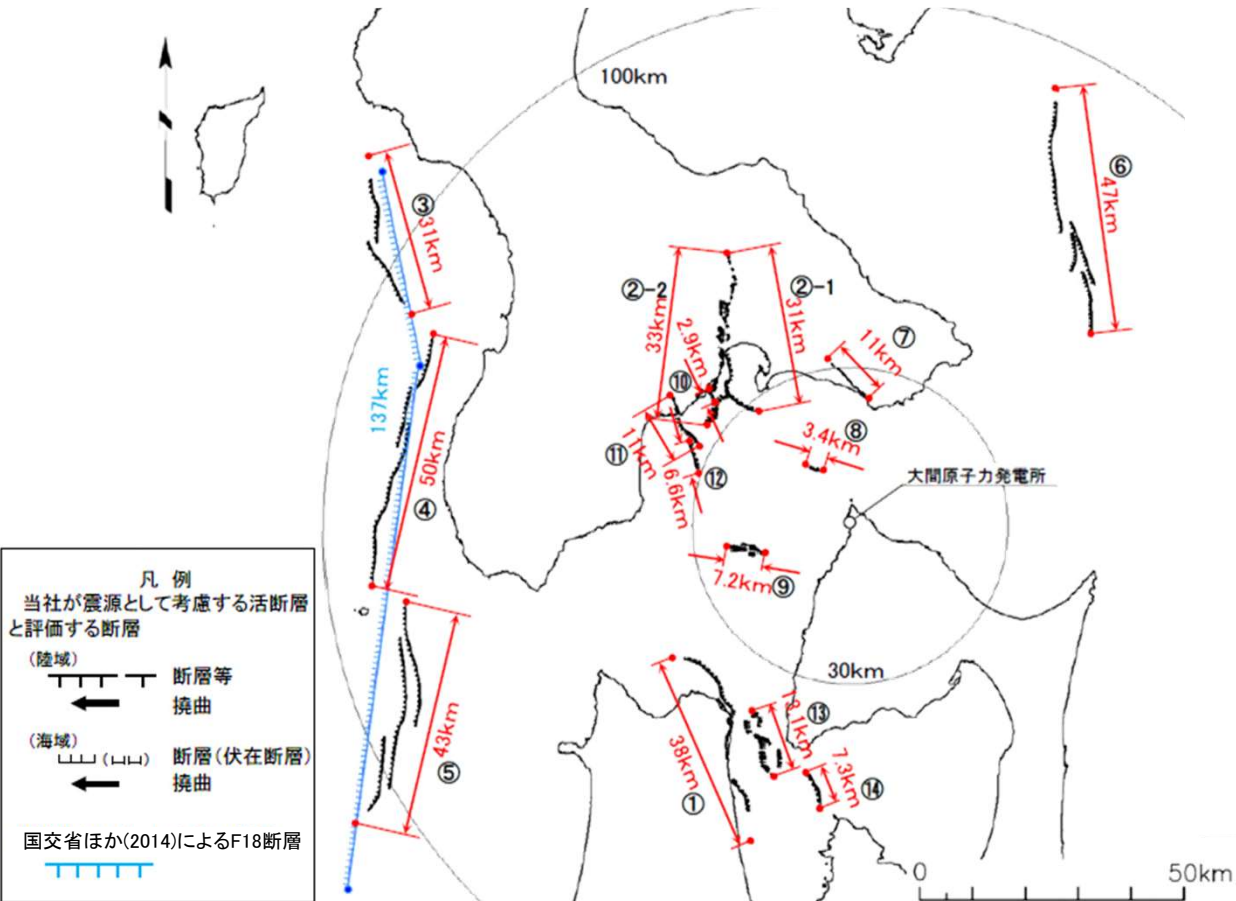 100km
③
31km
⑥
47km
②-2
②-1
33km
31km
2.9km
⑦
11km
137km
⑩
⑧
3.4km
50km
⑪
11km
6.6km
⑫
大間原子力発電所
④
7.2km
⑨
30km
43km
⑤
38km
①
13.1km
⑬
7.3km
⑭
0
50km
凡 例
当社が震源として考慮する活断層
と評価する断層
(陸域)
断層等
撓曲
(海域)
断層(伏在断層)
撓曲
国交省ほか(2014)によるF18断層